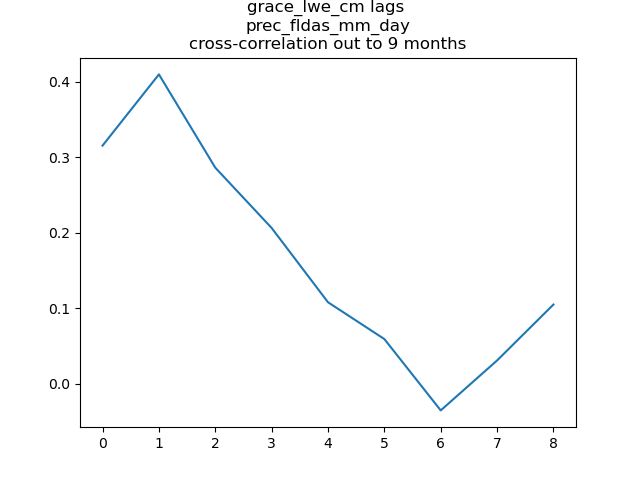 grace_lwe_cm lags
prec_fldas_mm_day
cross-correlation out to 9 months
0.4
0.3
0.2
0.1
0.0
0 1 2 3 4 5 6 7 8